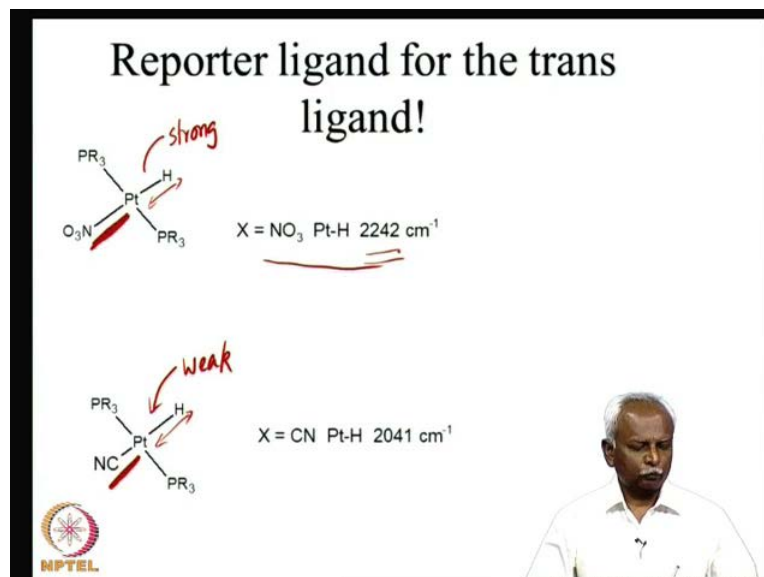 Reporter ligand for the trans
ligand!
strong
PR3
H
Pt
O3N
PR3
X = NO3 Pt-H 2242 cm-1
weak
PR3
H
Pt
NC
PR3
X = CN Pt-H 2041 cm-1
NPTEL